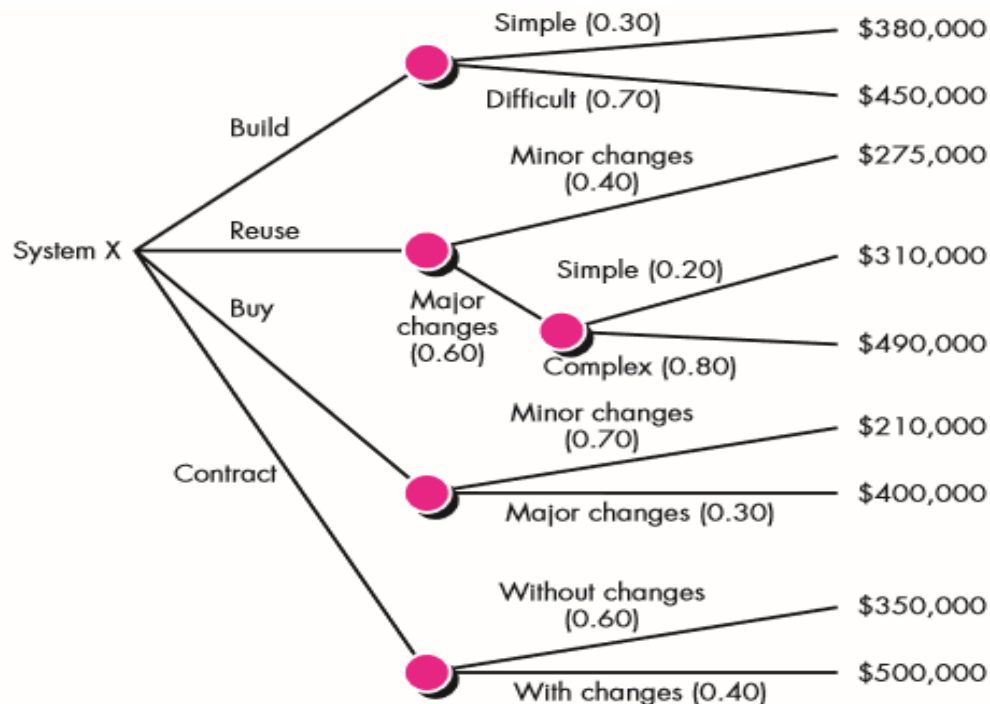 Simple (0.30)
$380,000
Difficult (0.70)
$450,000
Build
Minor changes
(0.40)
$275,000
Reuse
System X
Simple (0.20)
$310,000
Major
changes
(0.60)
Buy
$490,000
Complex (0.80)
Minor changes
(0.70)
$210,000
Contract
$400,000
Major changes (0.30)
Without changes
(0.60)
$350,000
$500,000
With changes (0.40)